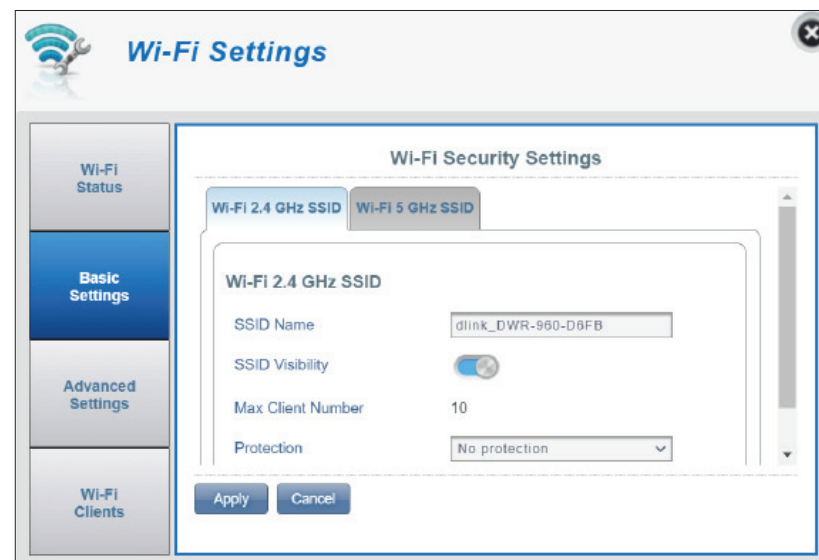 Wi-Fi Settings
Wi-Fi
Status
Basic
Settings
Advanced
Settings
Wi-Fi
Clients
Wi-Fi Security Settings
Wi-Fi 2.4 GHz SSID Wi-Fi 5 GHz SSID
Wi-Fi 2.4 GHz SSID
SSID Name dlink_DWR-960-D6FB
SSID Visibility
Max Client Number 10
Protection No protection
Apply Cancel